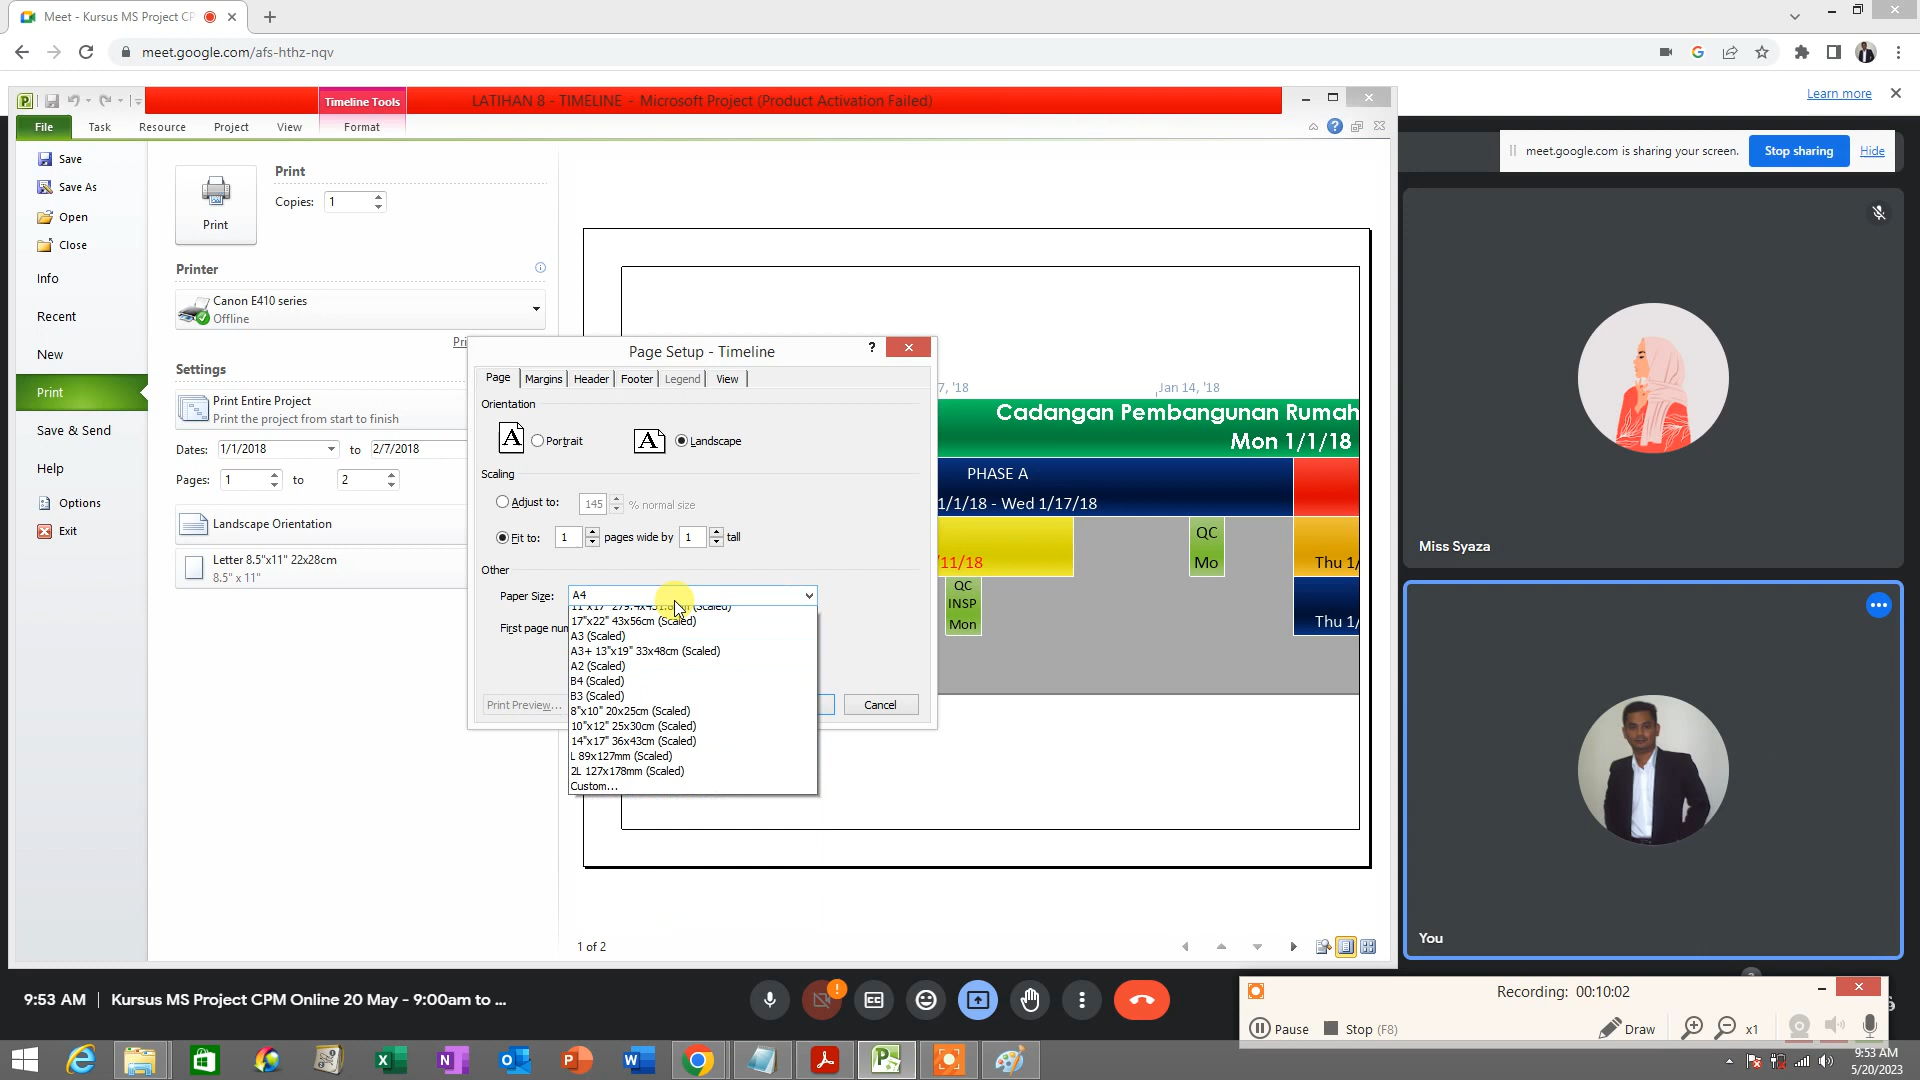 Meet - Kursus MS Project CP
meet.google.com/afs-hthz-nqv
Learn more
Timeline Tools
LATIHAN 8 - TIMELINE - Microsoft Project (Product Activation Failed)
File
Task
Resource
Project
View
Format
meet.google.com is sharing your screen.
Stop sharing
Hide
Save
Save As
Open
Close
Info
Recent
New
Print
Save & Send
Help
Options
Exit
Print
Print
Copies: 1
Printer
Canon E410 series
Offline
Pri
Settings
Print Entire Project
Print the project from start to finish
Dates: 1/1/2018 to 2/7/2018
Pages: 1 to 2
Landscape Orientation
Letter 8.5"x11" 22x28cm
8.5" x 11"
Page Setup - Timeline
?
Page
Margins
Header
Footer
Legend
View
Orientation
A Portrait
A Landscape
Scaling
Adjust to: 145 % normal size
Fit to: 1 pages wide by 1 tall
Other
Paper Size: A4
First page num
17"x22" 43x56cm (Scaled)
A3 (Scaled)
A3+ 13"x19" 33x48cm (Scaled)
A2 (Scaled)
B4 (Scaled)
B3 (Scaled)
8"x10" 20x25cm (Scaled)
10"x12" 25x30cm (Scaled)
14"x17" 36x43cm (Scaled)
L 89x127mm (Scaled)
2L 127x178mm (Scaled)
Custom...
Print Preview...
Cancel
7, '18
Jan 14, '18
Cadangan Pembangunan Rumah
Mon 1/1/18
PHASE A
1/1/18 - Wed 1/17/18
/11/18
QC
Mo
Thu 1/
QC
INSP
Mon
Thu 1/
1 of 2
Miss Syaza
You
9:53 AM | Kursus MS Project CPM Online 20 May - 9:00am to ...
Recording: 00:10:02
Pause
Stop (F8)
Draw
x1
9:53 AM
5/20/2023